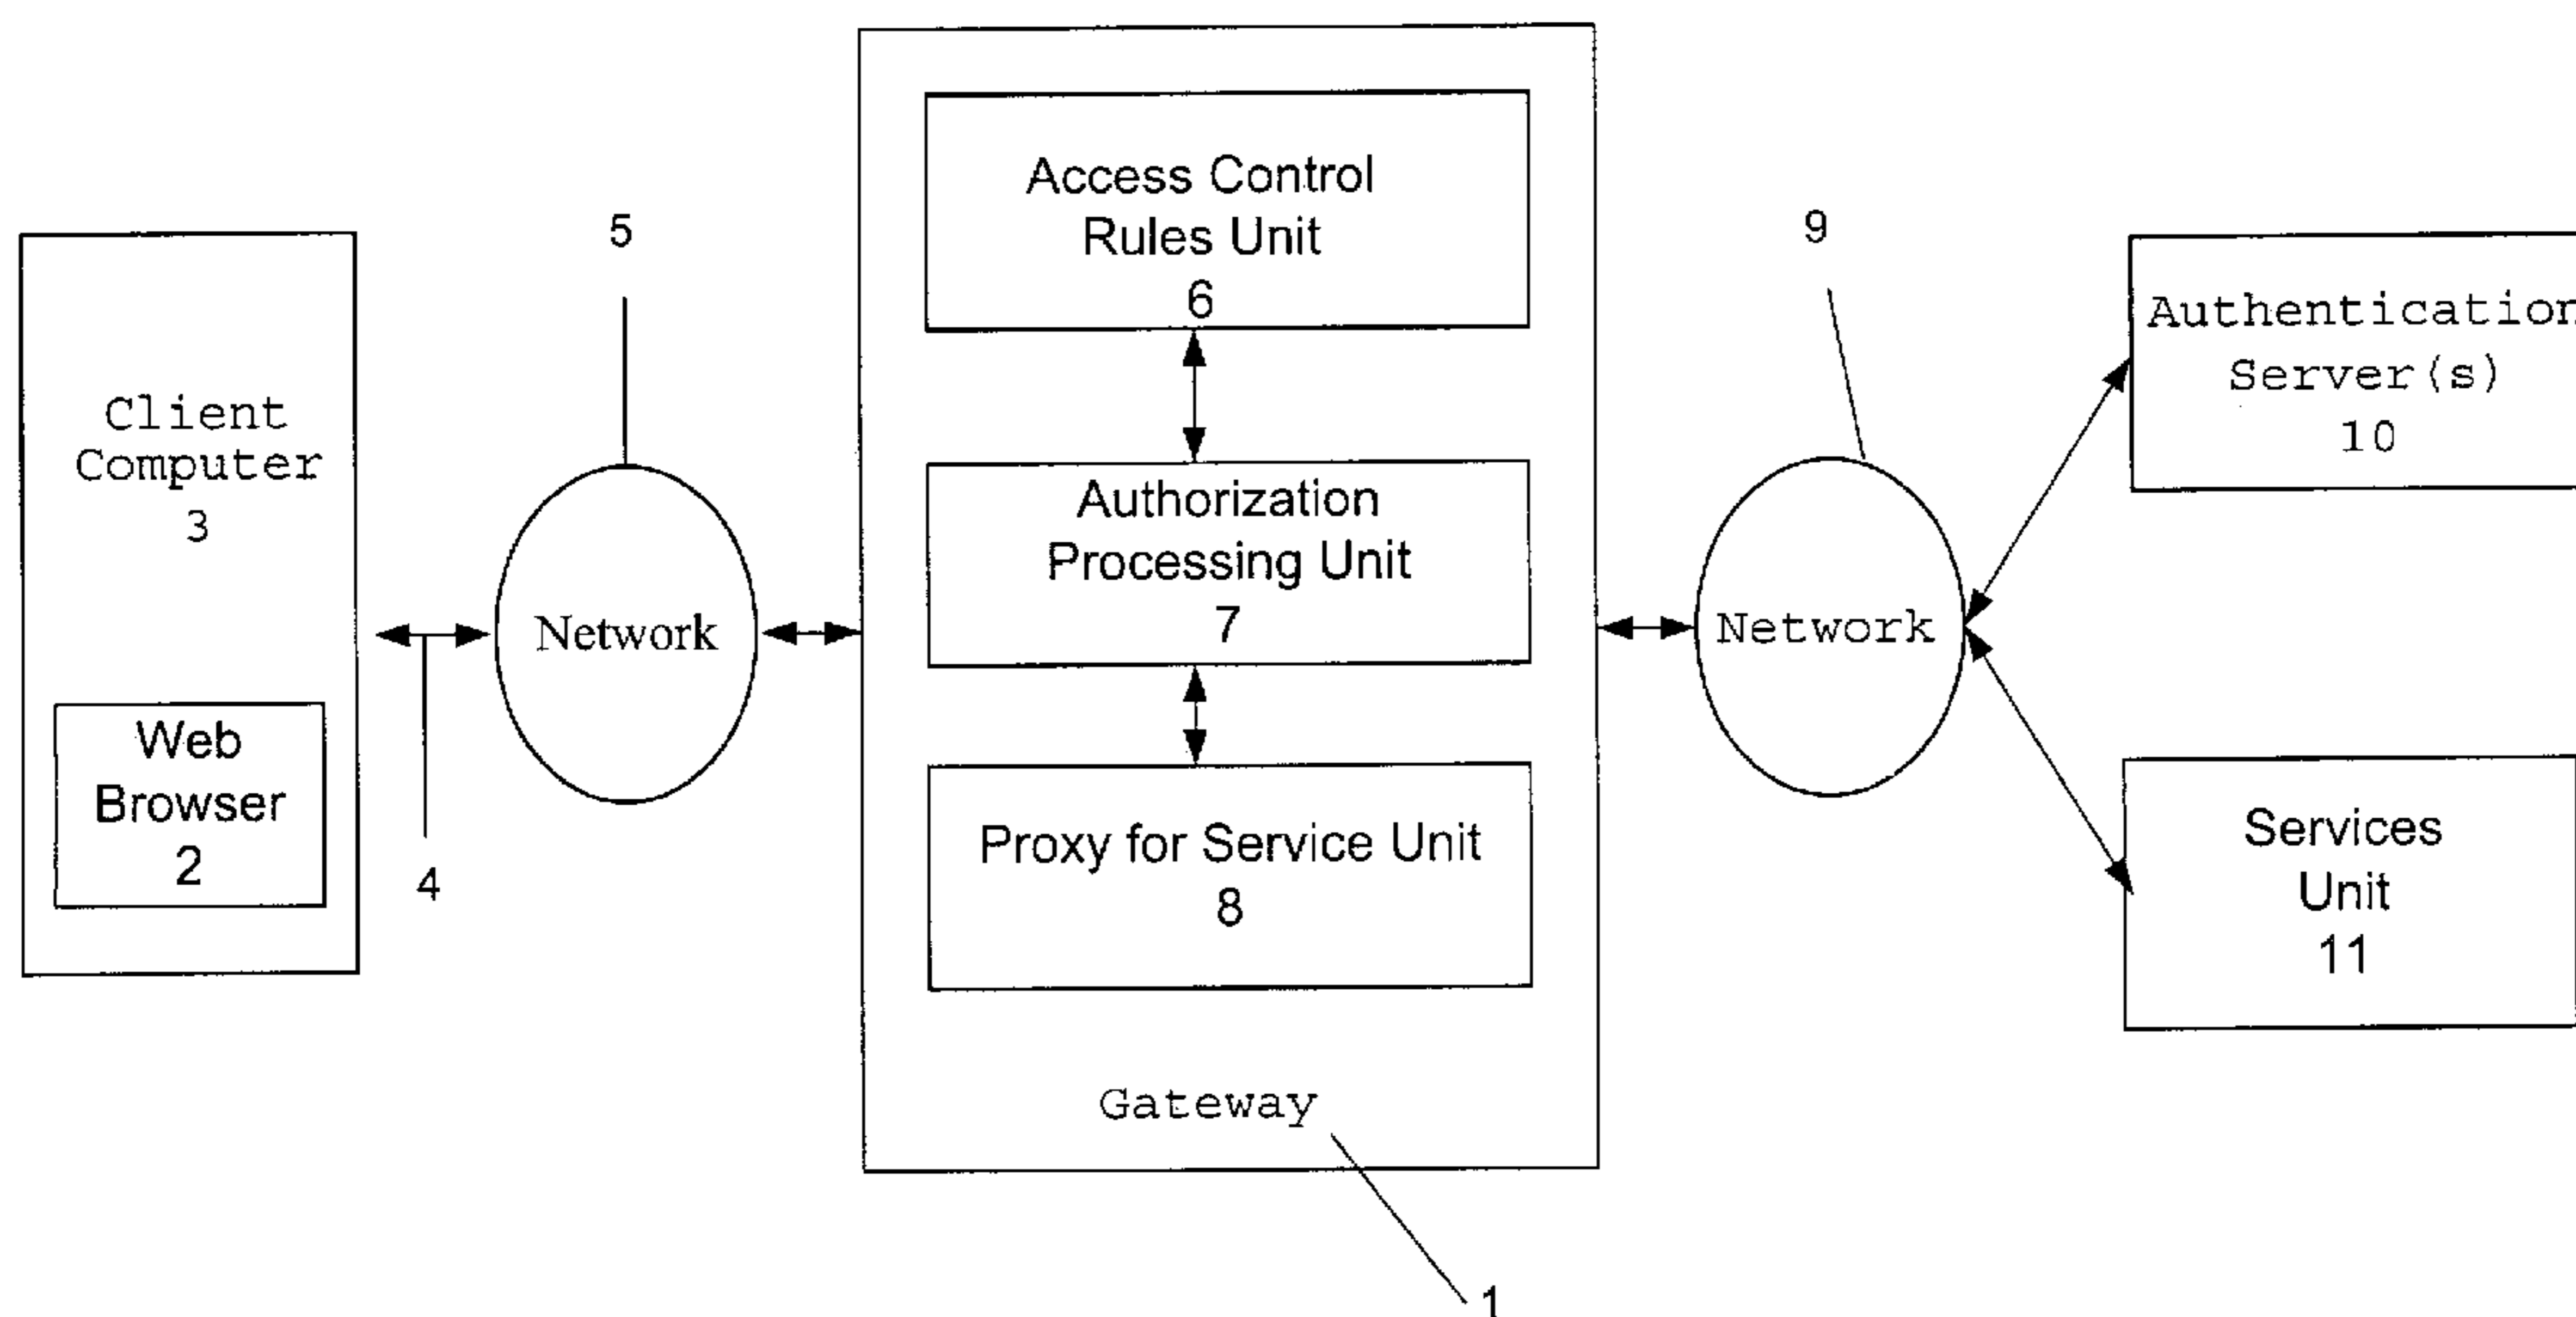 Client
Computer
3
Web
Browser
2
4
5
Network
Access Control
Rules Unit
6
Authorization
Processing Unit
7
Proxy for Service Unit
8
Gateway
1
9
Network
Authentication
Server(s)
10
Services
Unit
11